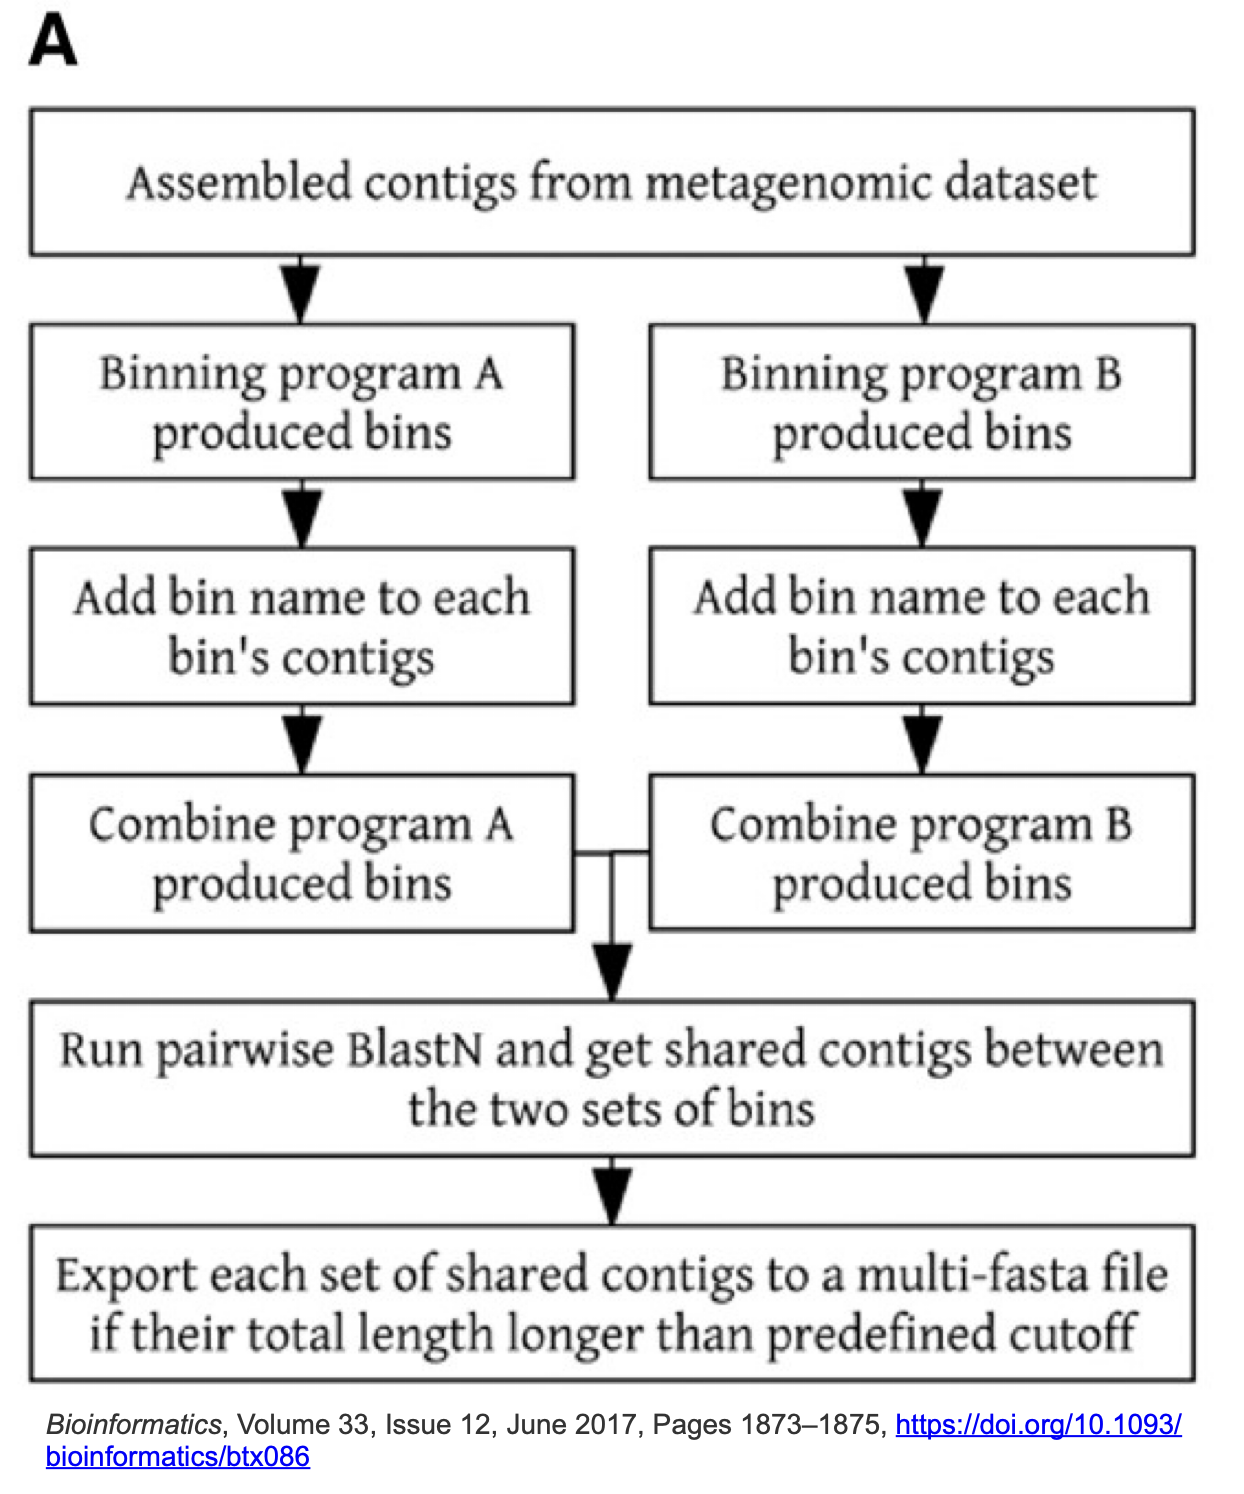 A
Assembled contigs from metagenomic dataset
Binning program A
produced bins
Binning program B
produced bins
Add bin name to each
bin's contigs
Add bin name to each
bin's contigs
Combine program A
produced bins
Combine program B
produced bins
Run pairwise BlastN and get shared contigs between
the two sets of bins
Export each set of shared contigs to a multi-fasta file
if their total length longer than predefined cutoff
Bioinformatics, Volume 33, Issue 12, June 2017, Pages 1873–1875, https://doi.org/10.1093/
bioinformatics/btx086